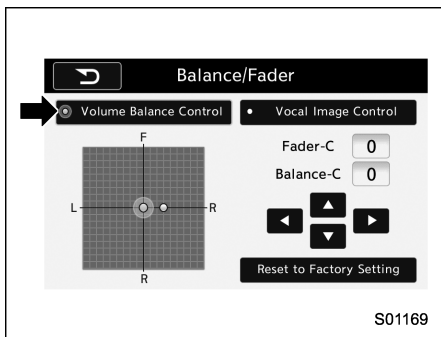 Balance/Fader
Volume Balance Control
Vocal Image Control
F
L
R
R
Fader-C 0
Balance-C 0
Reset to Factory Setting
S01169